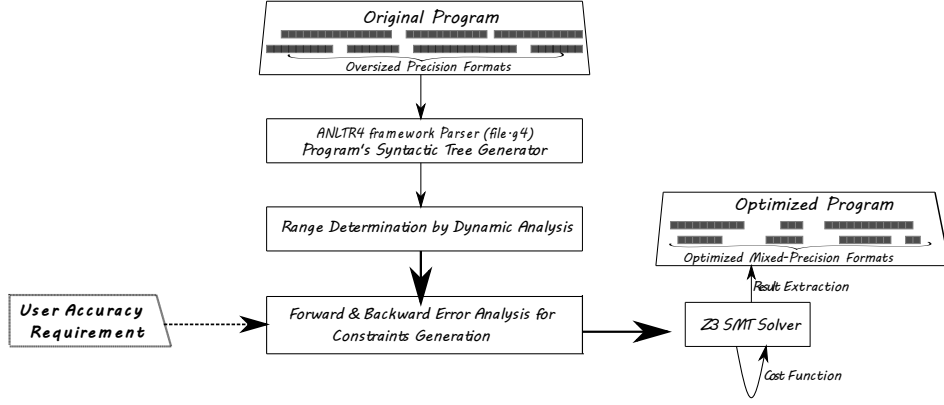 Original Program
Oversized Precision Formats
ANLTR4 framework Parser (file.g4)
Program's Syntactic Tree Generator
Range Determination by Dynamic Analysis
Optimized Program
Optimized Mixed-Precision Formats
Result Extraction
User Accuracy
Requirement
Forward & Backward Error Analysis for
Constraints Generation
Z3 SMT Solver
Cost Function